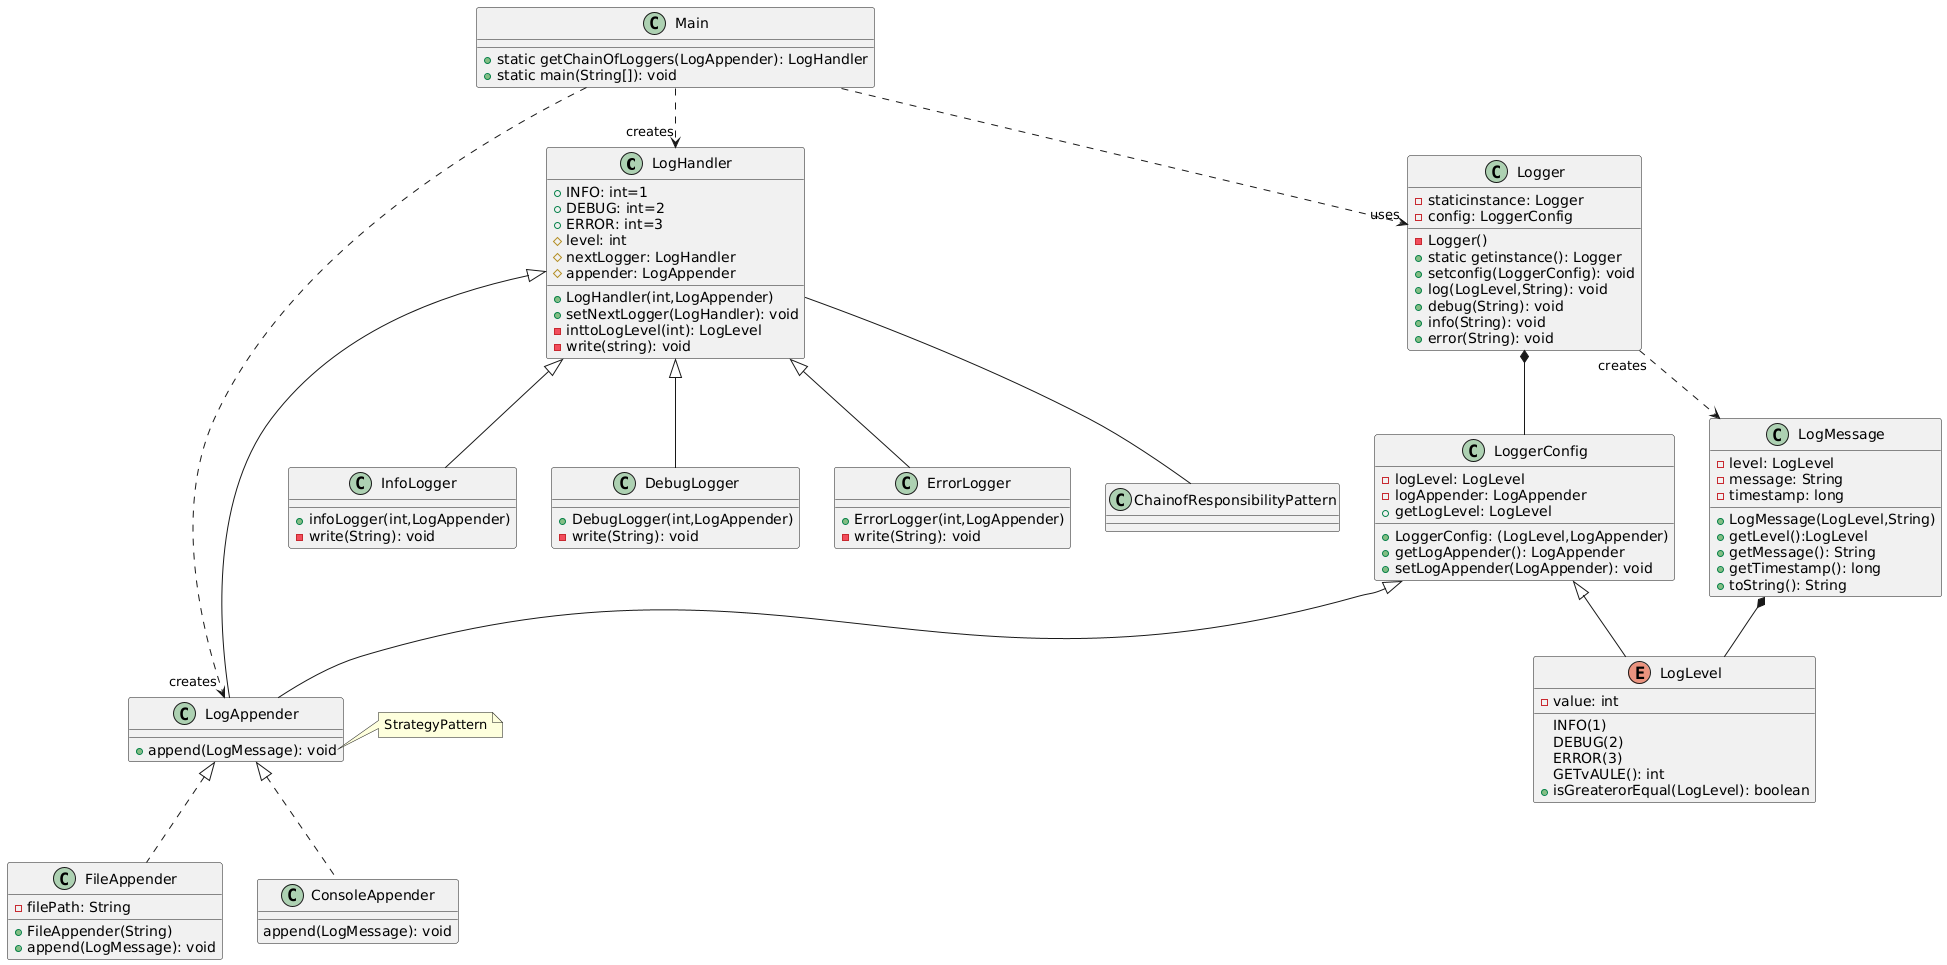 C Main
static getChainOfLoggers(LogAppender): LogHandler
static main(String[]): void
creates
C LogHandler
INFO: int=1
DEBUG: int=2
ERROR: int=3
level: int
nextLogger: LogHandler
appender: LogAppender
LogHandler(int,LogAppender)
setNextLogger(LogHandler): void
inttoLogLevel(int): LogLevel
write(string): void
uses
C Logger
staticinstance: Logger
config: LoggerConfig
Logger()
static getinstance(): Logger
setconfig(LoggerConfig): void
log(LogLevel,String): void
debug(String): void
info(String): void
error(String): void
creates
C InfoLogger
infoLogger(int,LogAppender)
write(String): void
C DebugLogger
DebugLogger(int,LogAppender)
write(String): void
C ErrorLogger
ErrorLogger(int,LogAppender)
write(String): void
C ChainofResponsibilityPattern
C LoggerConfig
logLevel: LogLevel
logAppender: LogAppender
getLogLevel: LogLevel
LoggerConfig: (LogLevel,LogAppender)
getLogAppender(): LogAppender
setLogAppender(LogAppender): void
C LogMessage
level: LogLevel
message: String
timestamp: long
LogMessage(LogLevel,String)
getLevel():LogLevel
getMessage(): String
getTimestamp(): long
toString(): String
creates
C LogAppender
append(LogMessage): void
StrategyPattern
E LogLevel
value: int
INFO(1)
DEBUG(2)
ERROR(3)
GETvAULE(): int
isGreaterorEqual(LogLevel): boolean
C FileAppender
filePath: String
FileAppender(String)
append(LogMessage): void
C ConsoleAppender
append(LogMessage): void